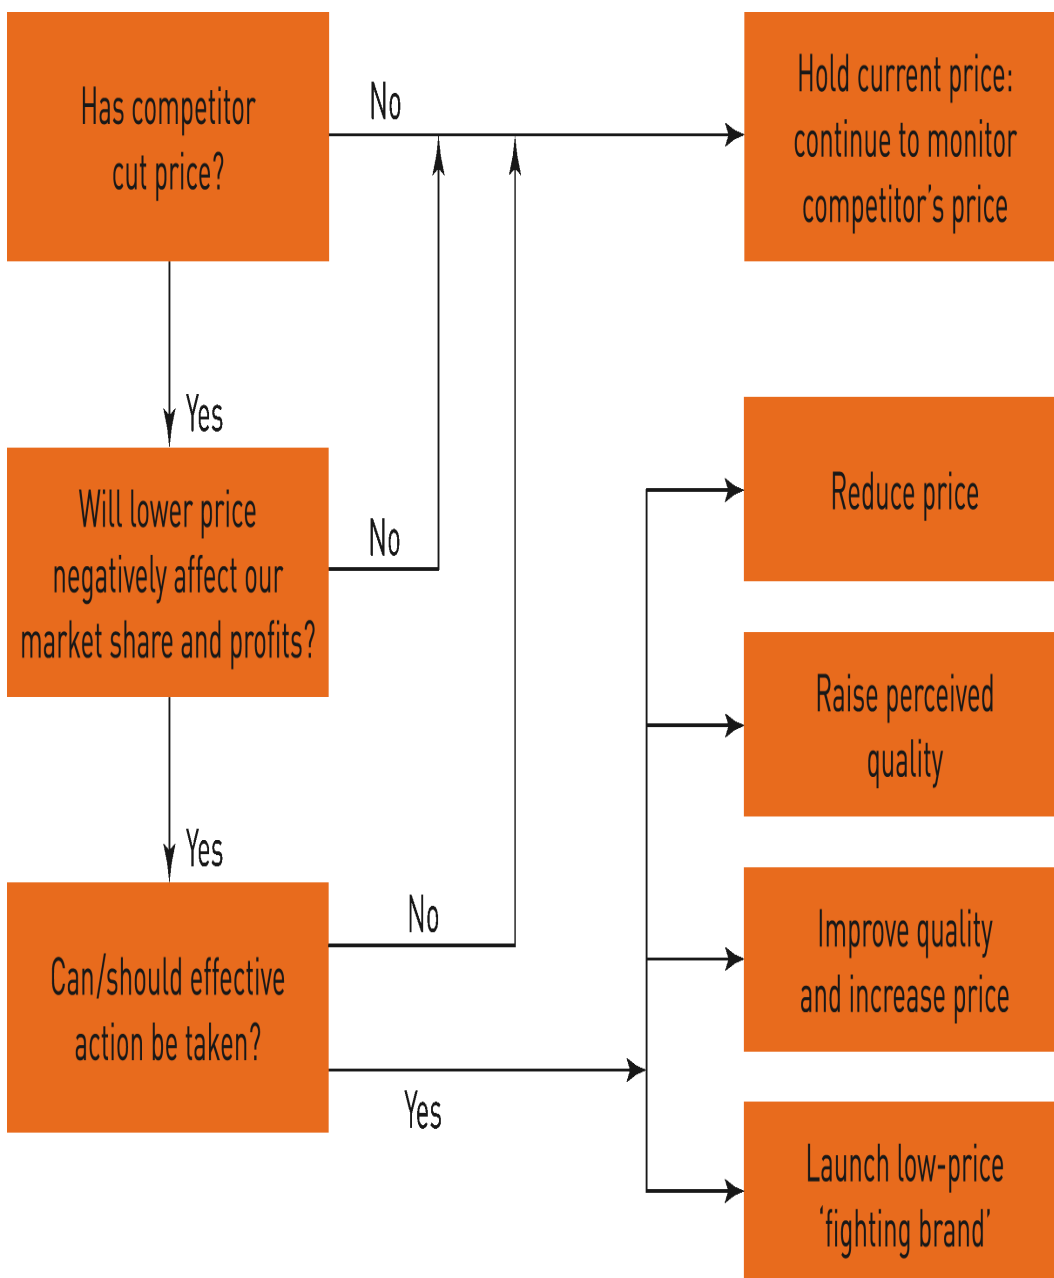 Has competitor
cut price?
No
Hold current price:
continue to monitor
competitor's price
Yes
Will lower price
negatively affect our
market share and profits?
No
Reduce price
Raise perceived
quality
Yes
Can/should effective
action be taken?
No
Improve quality
and increase price
Yes
Launch low-price
‘fighting brand’